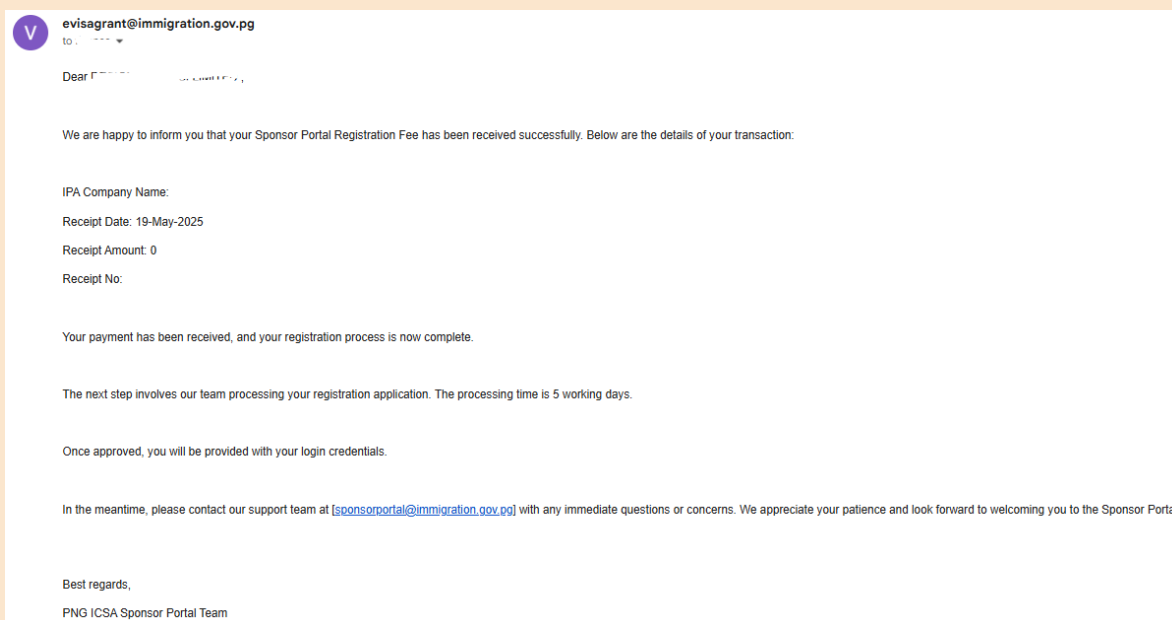 V
evisagrant@immigration.gov.pg
to
Dear
We are happy to inform you that your Sponsor Portal Registration Fee has been received successfully. Below are the details of your transaction:
IPA Company Name:
Receipt Date: 19-May-2025
Receipt Amount: 0
Receipt No:
Your payment has been received, and your registration process is now complete.
The next step involves our team processing your registration application. The processing time is 5 working days.
Once approved, you will be provided with your login credentials.
In the meantime, please contact our support team at [sponsorportal@immigration.gov.pg] with any immediate questions or concerns. We appreciate your patience and look forward to welcoming you to the Sponsor
Best regards,
PNG ICSA Sponsor Portal Team